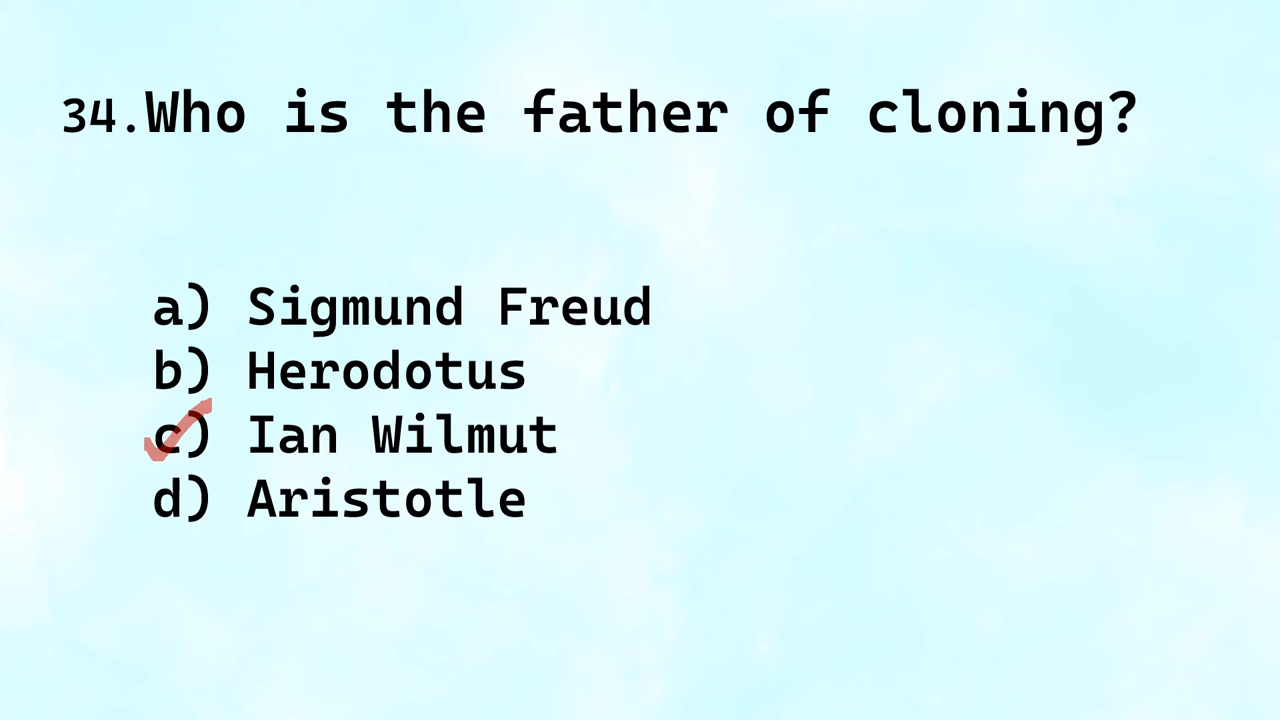 34.Who is the father of cloning?
a) Sigmund Freud
b) Herodotus
c) Ian Wilmut
d) Aristotle